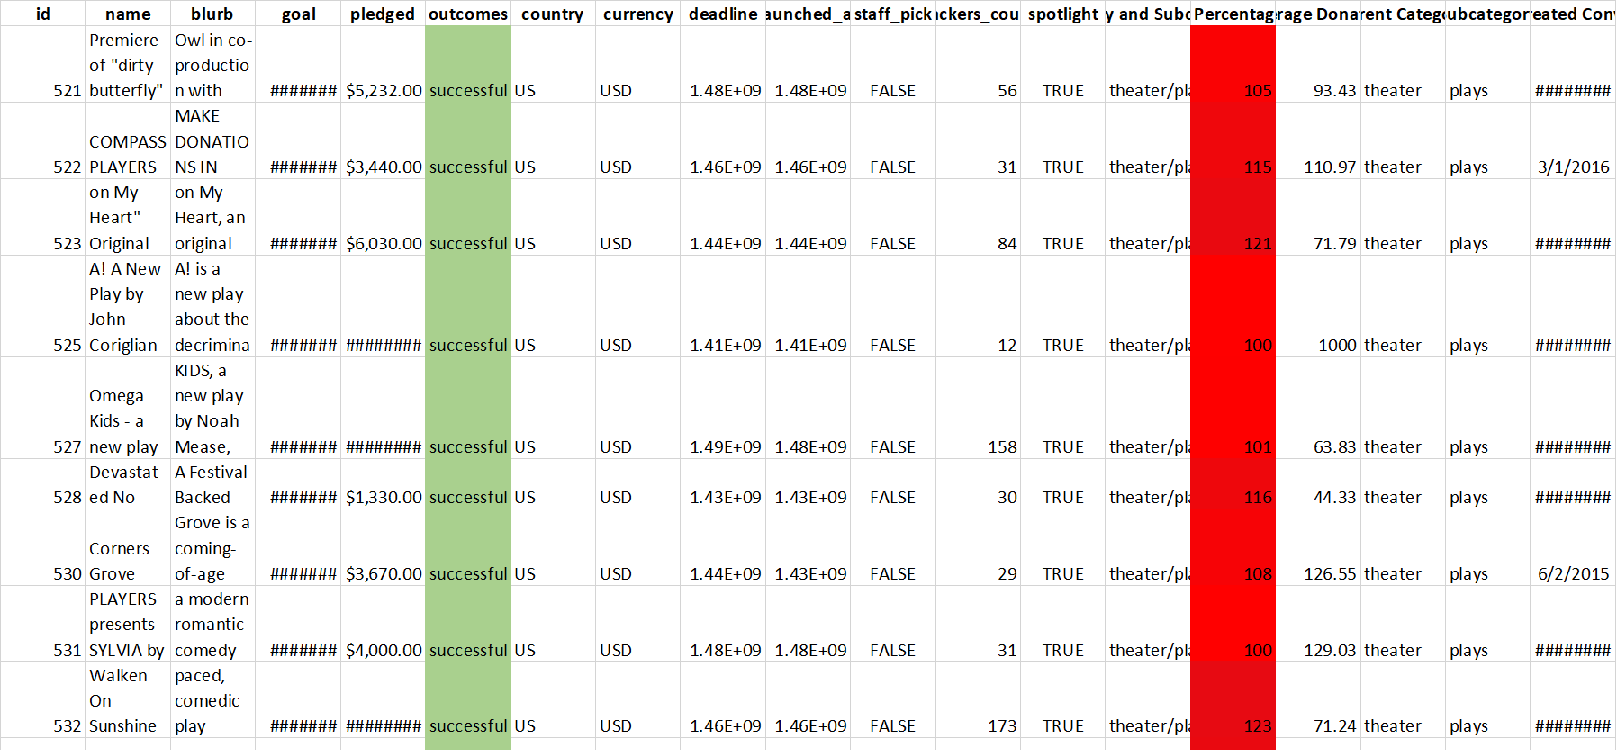 id name blurb goal pledged outcomes country currency deadline aunched_a staff_pick ckers_cou spotlight y and Subc Percentag rage Dona rent Categ ubcategor eated Con
Premiere Owl in co-
of "dirty productio
521 butterfly" n with ####### $5,232.00 successful US USD 1.48E+09 1.48E+09 FALSE 56 TRUE theater/pl 105 93.43 theater plays ########
MAKE
COMPASS DONATIO
522 PLAYERS NS IN ####### $3,440.00 successful US USD 1.46E+09 1.46E+09 FALSE 31 TRUE theater/pl 115 110.97 theater plays 3/1/2016
on My on My
Heart" Heart, an
523 Original original ####### $6,030.00 successful US USD 1.44E+09 1.44E+09 FALSE 84 TRUE theater/pl 121 71.79 theater plays ########
A! A New A! is a
Play by new play
John about the
525 Coriglian decrimina ####### ######## successful US USD 1.41E+09 1.41E+09 FALSE 12 TRUE theater/pl 100 1000 theater plays ########
KIDS, a
Omega new play
Kids - a by Noah
527 new play Mease, ####### ######## successful US USD 1.49E+09 1.48E+09 FALSE 158 TRUE theater/pl 101 63.83 theater plays ########
Devastat A Festival
528 ed No Backed ####### $1,330.00 successful US USD 1.43E+09 1.43E+09 FALSE 30 TRUE theater/pl 116 44.33 theater plays ########
Grove is a
Corners coming-
530 Grove of-age ####### $3,670.00 successful US USD 1.44E+09 1.43E+09 FALSE 29 TRUE theater/pl 108 126.55 theater plays 6/2/2015
PLAYERS a modern
presents romantic
531 SYLVIA by comedy ####### $4,000.00 successful US USD 1.48E+09 1.48E+09 FALSE 31 TRUE theater/pl 100 129.03 theater plays ########
Walken paced,
On comedic
532 Sunshine play ####### ######## successful US USD 1.46E+09 1.46E+09 FALSE 173 TRUE theater/pl 123 71.24 theater plays ########